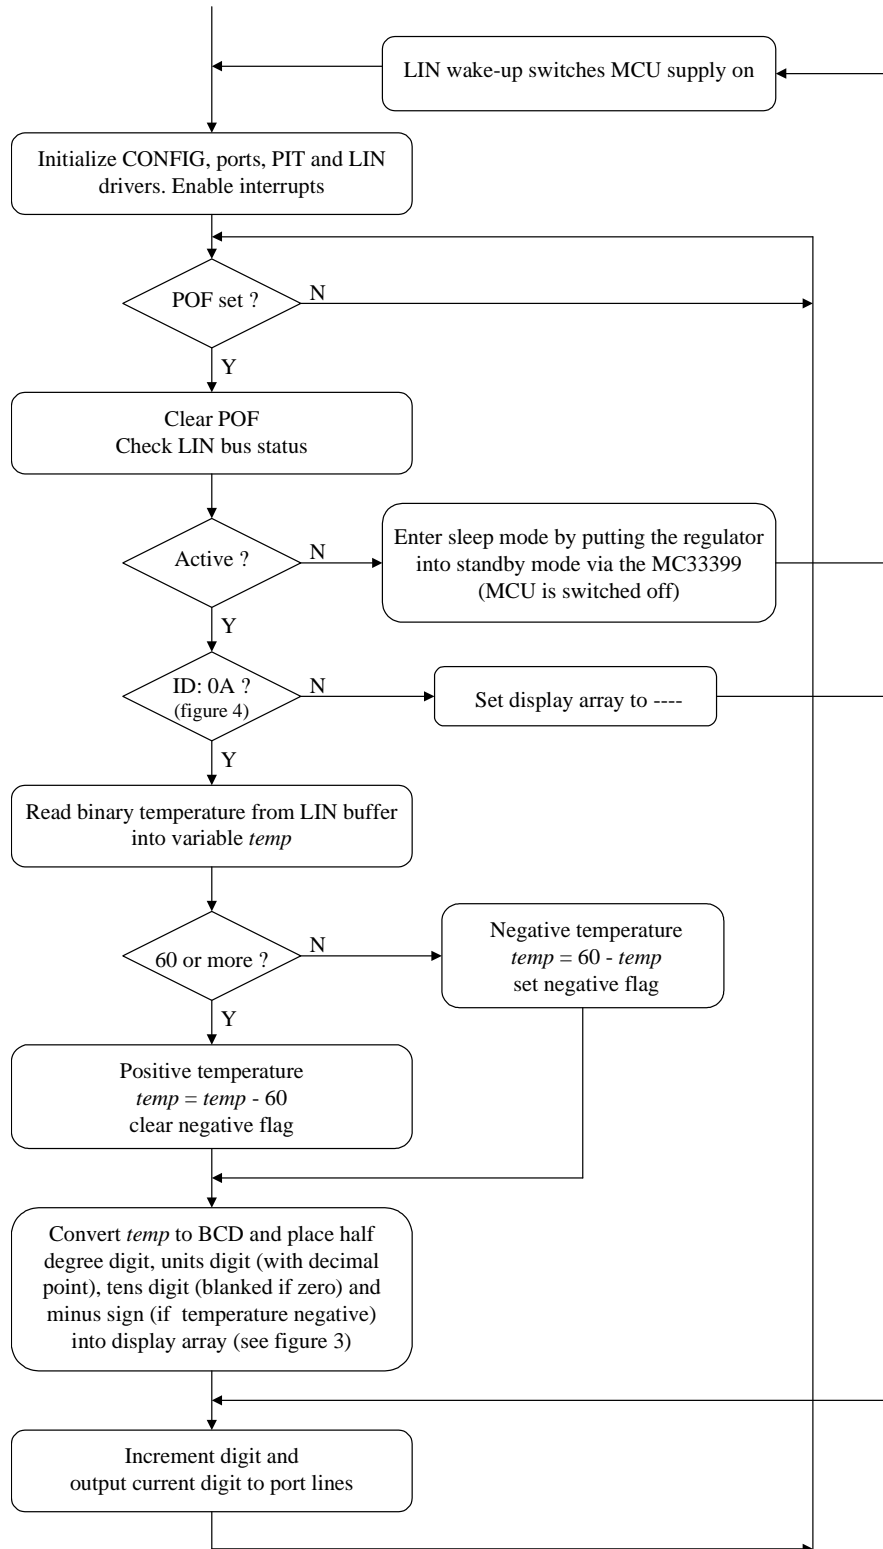 LIN wake-up switches MCU supply on
Initialize CONFIG, ports, PIT and LIN
drivers. Enable interrupts
POF set ?
N
Y
Clear POF
Check LIN bus status
Active ?
N
Enter sleep mode by putting the regulator
into standby mode via the MC33399
(MCU is switched off)
Y
ID: 0A ?
(figure 4)
N
Set display array to ----
Y
Read binary temperature from LIN buffer
into variable temp
60 or more ?
N
Negative temperature
temp = 60 - temp
set negative flag
Y
Positive temperature
temp = temp - 60
clear negative flag
Convert temp to BCD and place half
degree digit, units digit (with decimal
point), tens digit (blanked if zero) and
minus sign (if  temperature negative)
into display array (see figure 3)
Increment digit and
output current digit to port lines